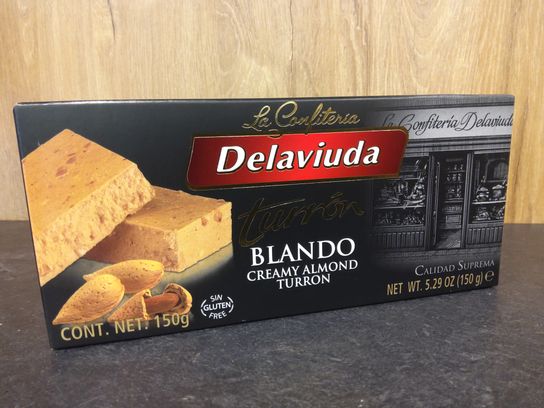 La Confitería
Delaviuda
turrón
BLANDO
CREAMY ALMOND
TURRON
SIN
GLUTEN
FREE
CONT. NET. 150g
La Confitería Delaviuda
CALIDAD SUPREMA
NET WT. 5.29 OZ (150 g) ℮